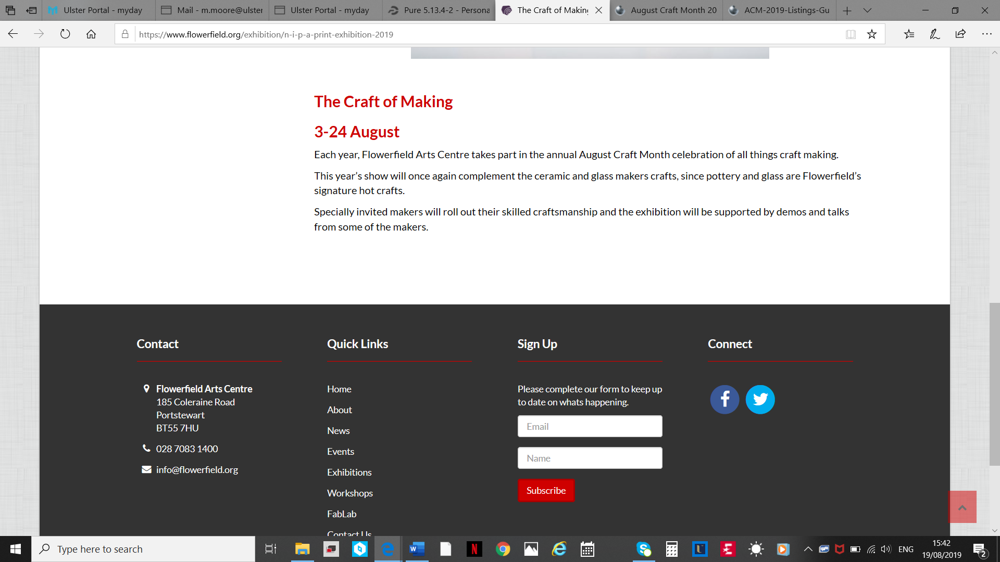 Ulster Portal - myday
Mail - m.moore@ulster
Ulster Portal - myday
Pure 5.13.4-2 - Persona
The Craft of Making
August Craft Month 20
ACM-2019-Listings-Gu
https://www.flowerfield.org/exhibition/n-i-p-a-print-exhibition-2019
The Craft of Making
3-24 August
Each year, Flowerfield Arts Centre takes part in the annual August Craft Month celebration of all things craft making.
This year’s show will once again complement the ceramic and glass makers crafts, since pottery and glass are Flowerfield’s
signature hot crafts.
Specially invited makers will roll out their skilled craftsmanship and the exhibition will be supported by demos and talks
from some of the makers.
Contact
Flowerfield Arts Centre
185 Coleraine Road
Portstewart
BT55 7HU
028 7083 1400
info@flowerfield.org
Quick Links
Home
About
News
Events
Exhibitions
Workshops
FabLab
Contact Us
Sign Up
Please complete our form to keep up
to date on whats happening.
Email
Name
Subscribe
Connect
Type here to search
ENG
15:42
19/08/2019
2